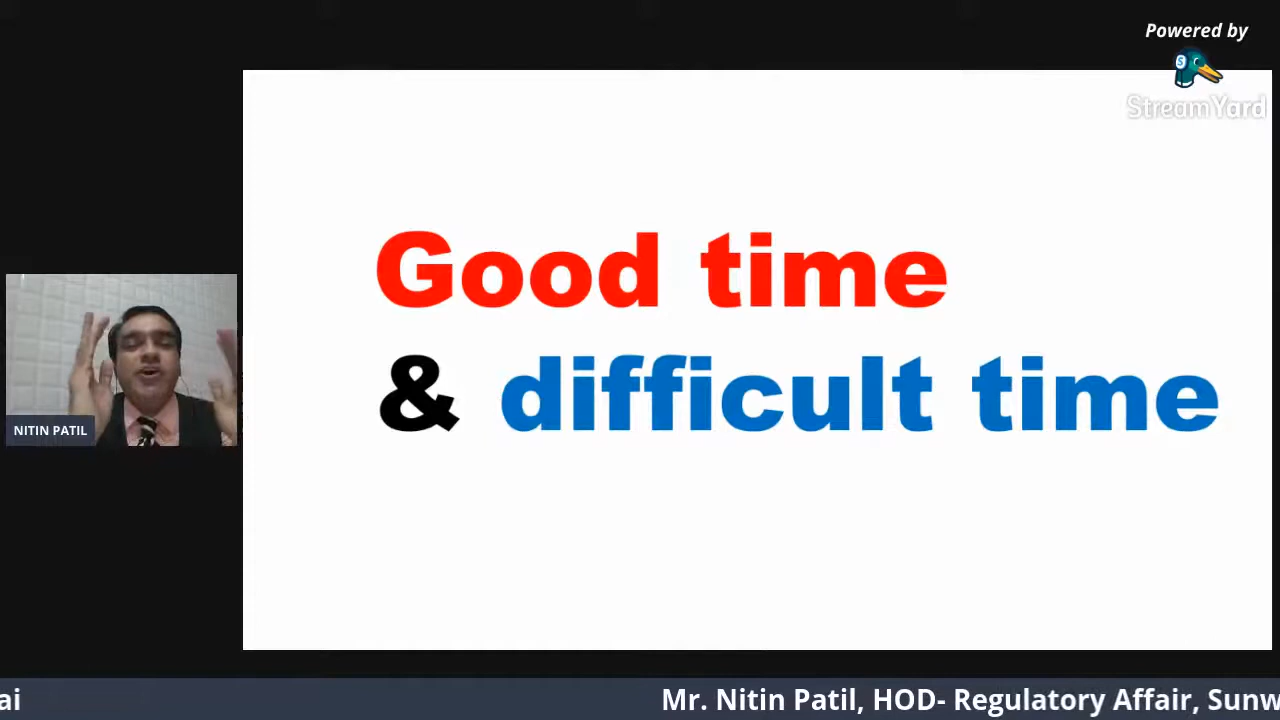 Powered by
StreamYard
Good time
& difficult time
NITIN PATIL
ai
Mr. Nitin Patil, HOD- Regulatory Affair, Sunw